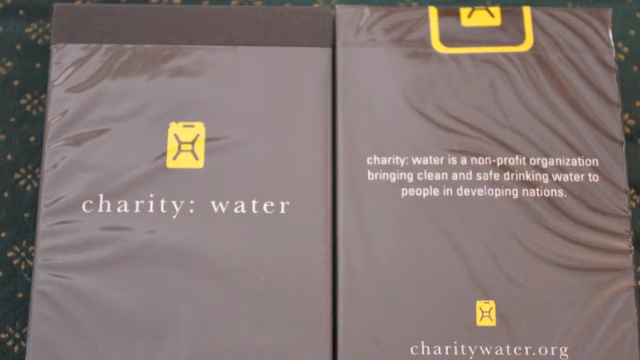 charity: water
charity: water is a non-profit organization
bringing clean and safe drinking water to
people in developing nations.
charitywater.org